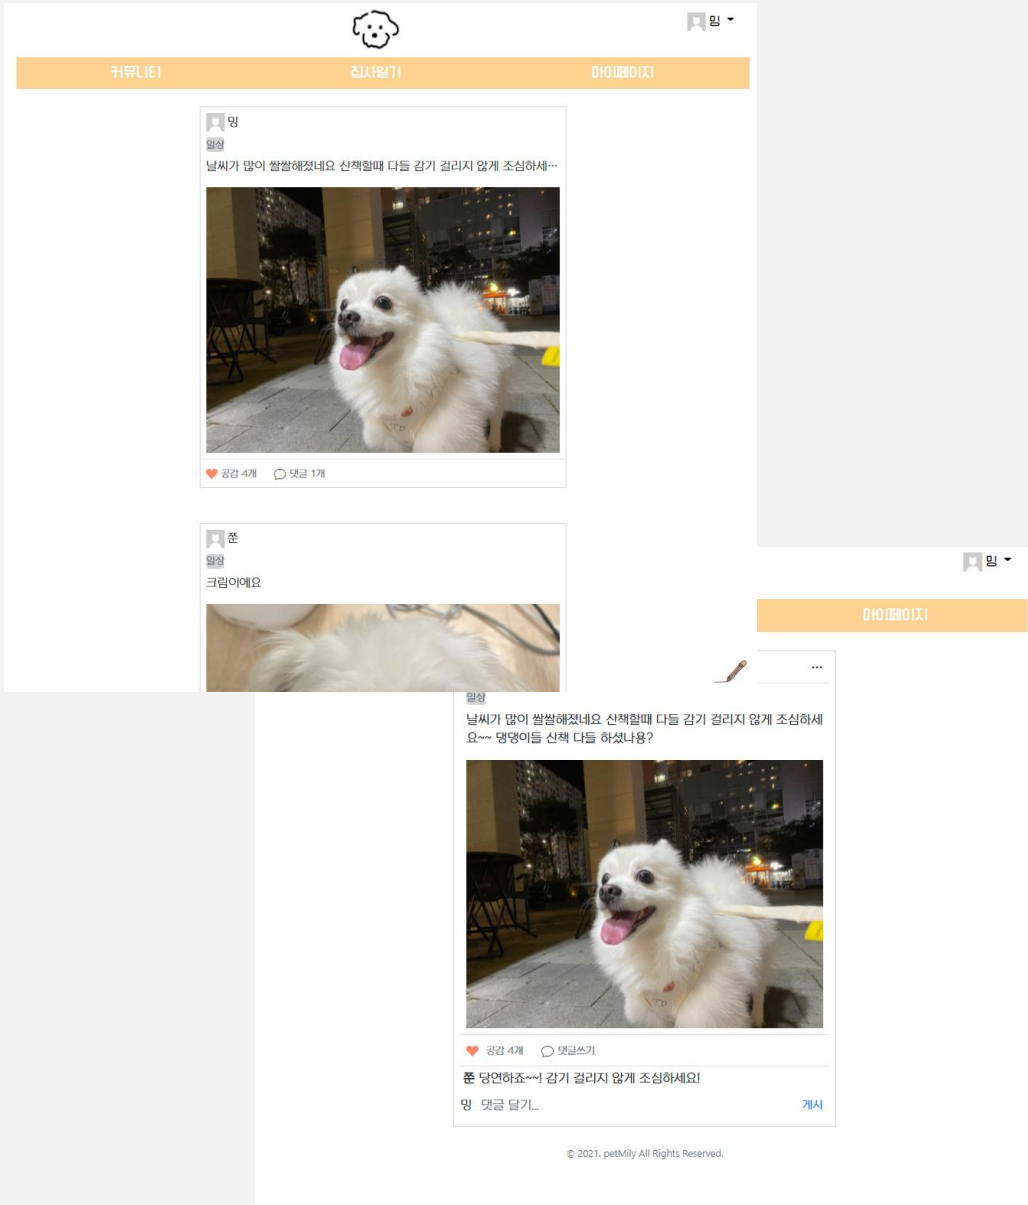 밍
커뮤니티
집사일기
마이페이지
밍
일상
날씨가 많이 쌀쌀해졌네요 산책할때 다들 감기 걸리지 않게 조심하세…
공감 4개
댓글 1개
쭌
일상
크림이에요
밍
마이페이지
...
일상
날씨가 많이 쌀쌀해졌네요 산책할때 다들 감기 걸리지 않게 조심하세
요~~ 댕댕이들 산책 다들 하셨나용?
공감 4개
댓글쓰기
쭌 당연하죠~~! 감기 걸리지 않게 조심하세요!
밍 댓글 달기...
게시
© 2021. petMily All Rights Reserved.